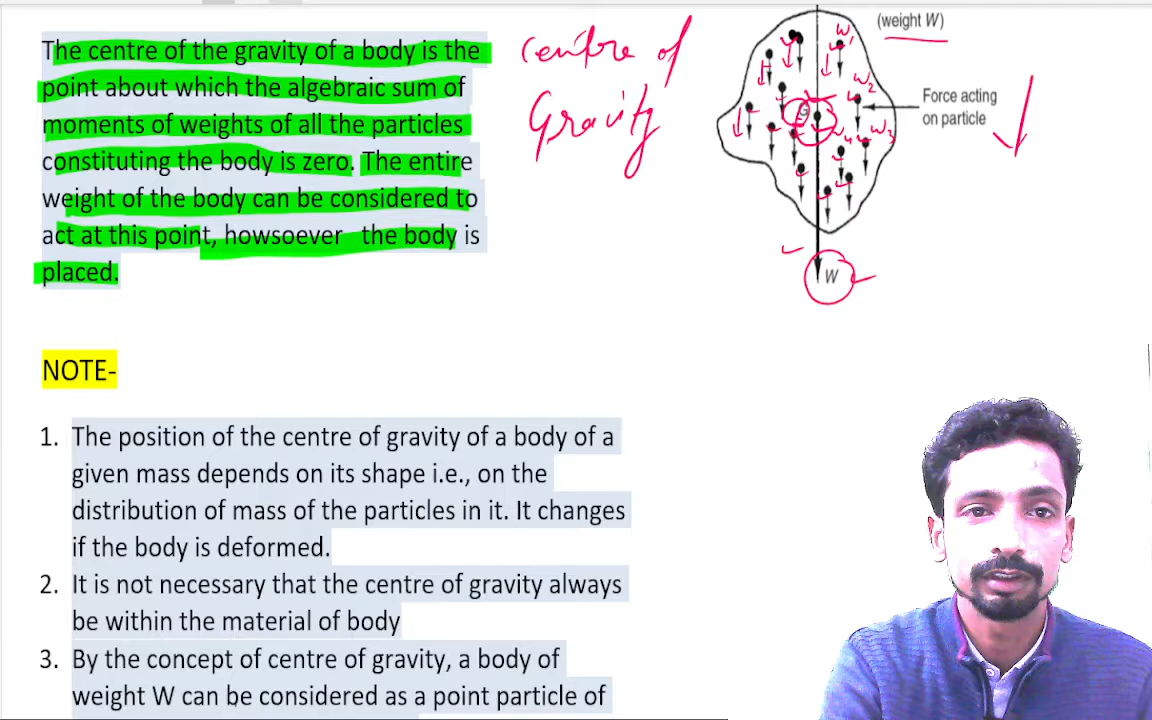 The centre of the gravity of a body is the
point about which the algebraic sum of
moments of weights of all the particles
constituting the body is zero. The entire
weight of the body can be considered to
act at this point, howsoever the body is
placed.
Centre of
Gravity
(weight W)
W1
W2
Force acting
on particle
G
W4
W3
W
NOTE-
1. The position of the centre of gravity of a body of a
given mass depends on its shape i.e., on the
distribution of mass of the particles in it. It changes
if the body is deformed.
2. It is not necessary that the centre of gravity always
be within the material of body
3. By the concept of centre of gravity, a body of
weight W can be considered as a point particle of